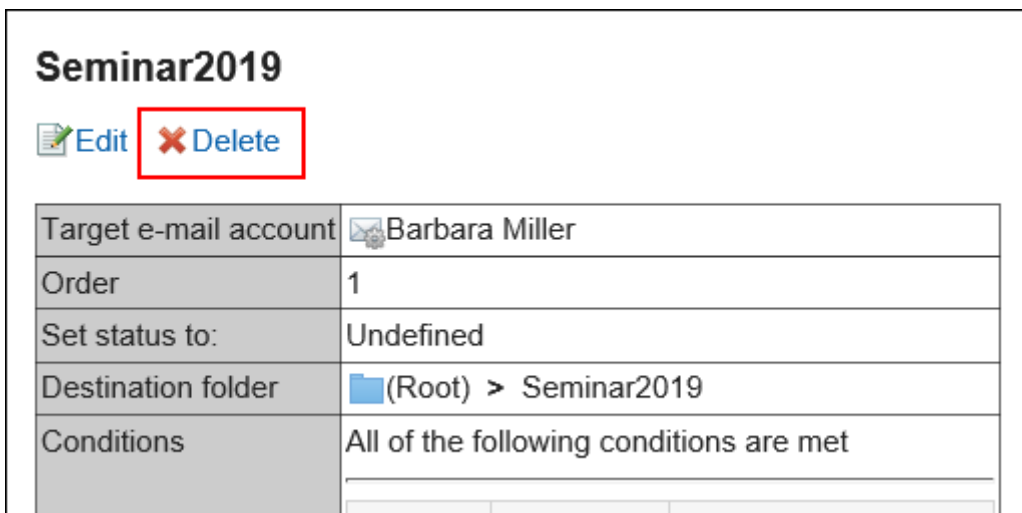 Seminar2019
Edit Delete
Target e-mail account Barbara Miller
Order 1
Set status to: Undefined
Destination folder (Root) > Seminar2019
Conditions All of the following conditions are met